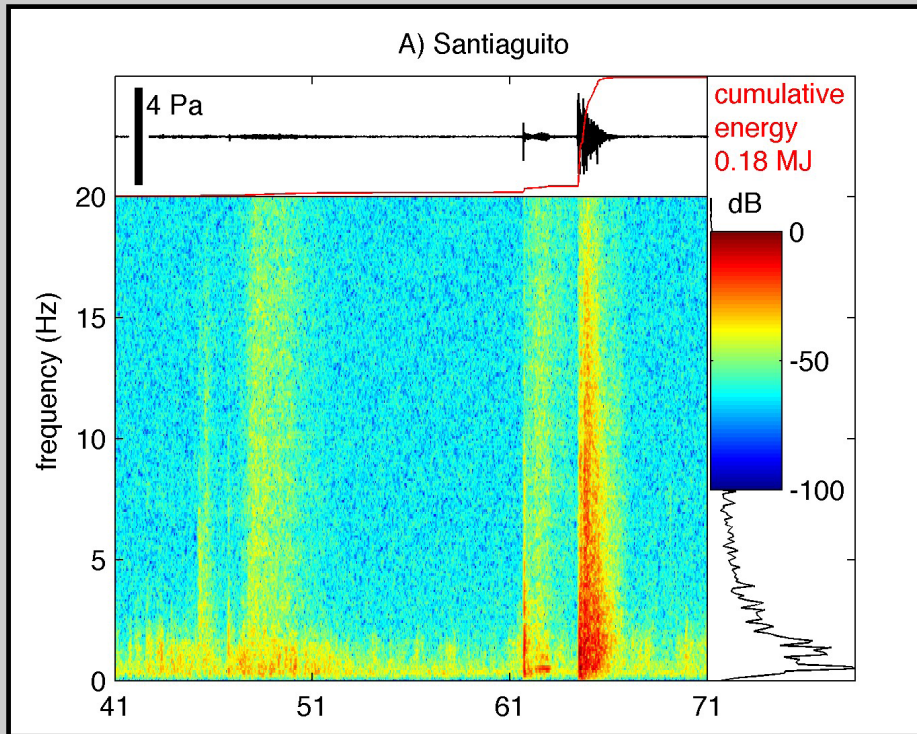 A) Santiaguito
4 Pa
cumulative
energy
0.18 MJ
dB
0
-50
-100
20
15
10
5
0
frequency (Hz)
41
51
61
71